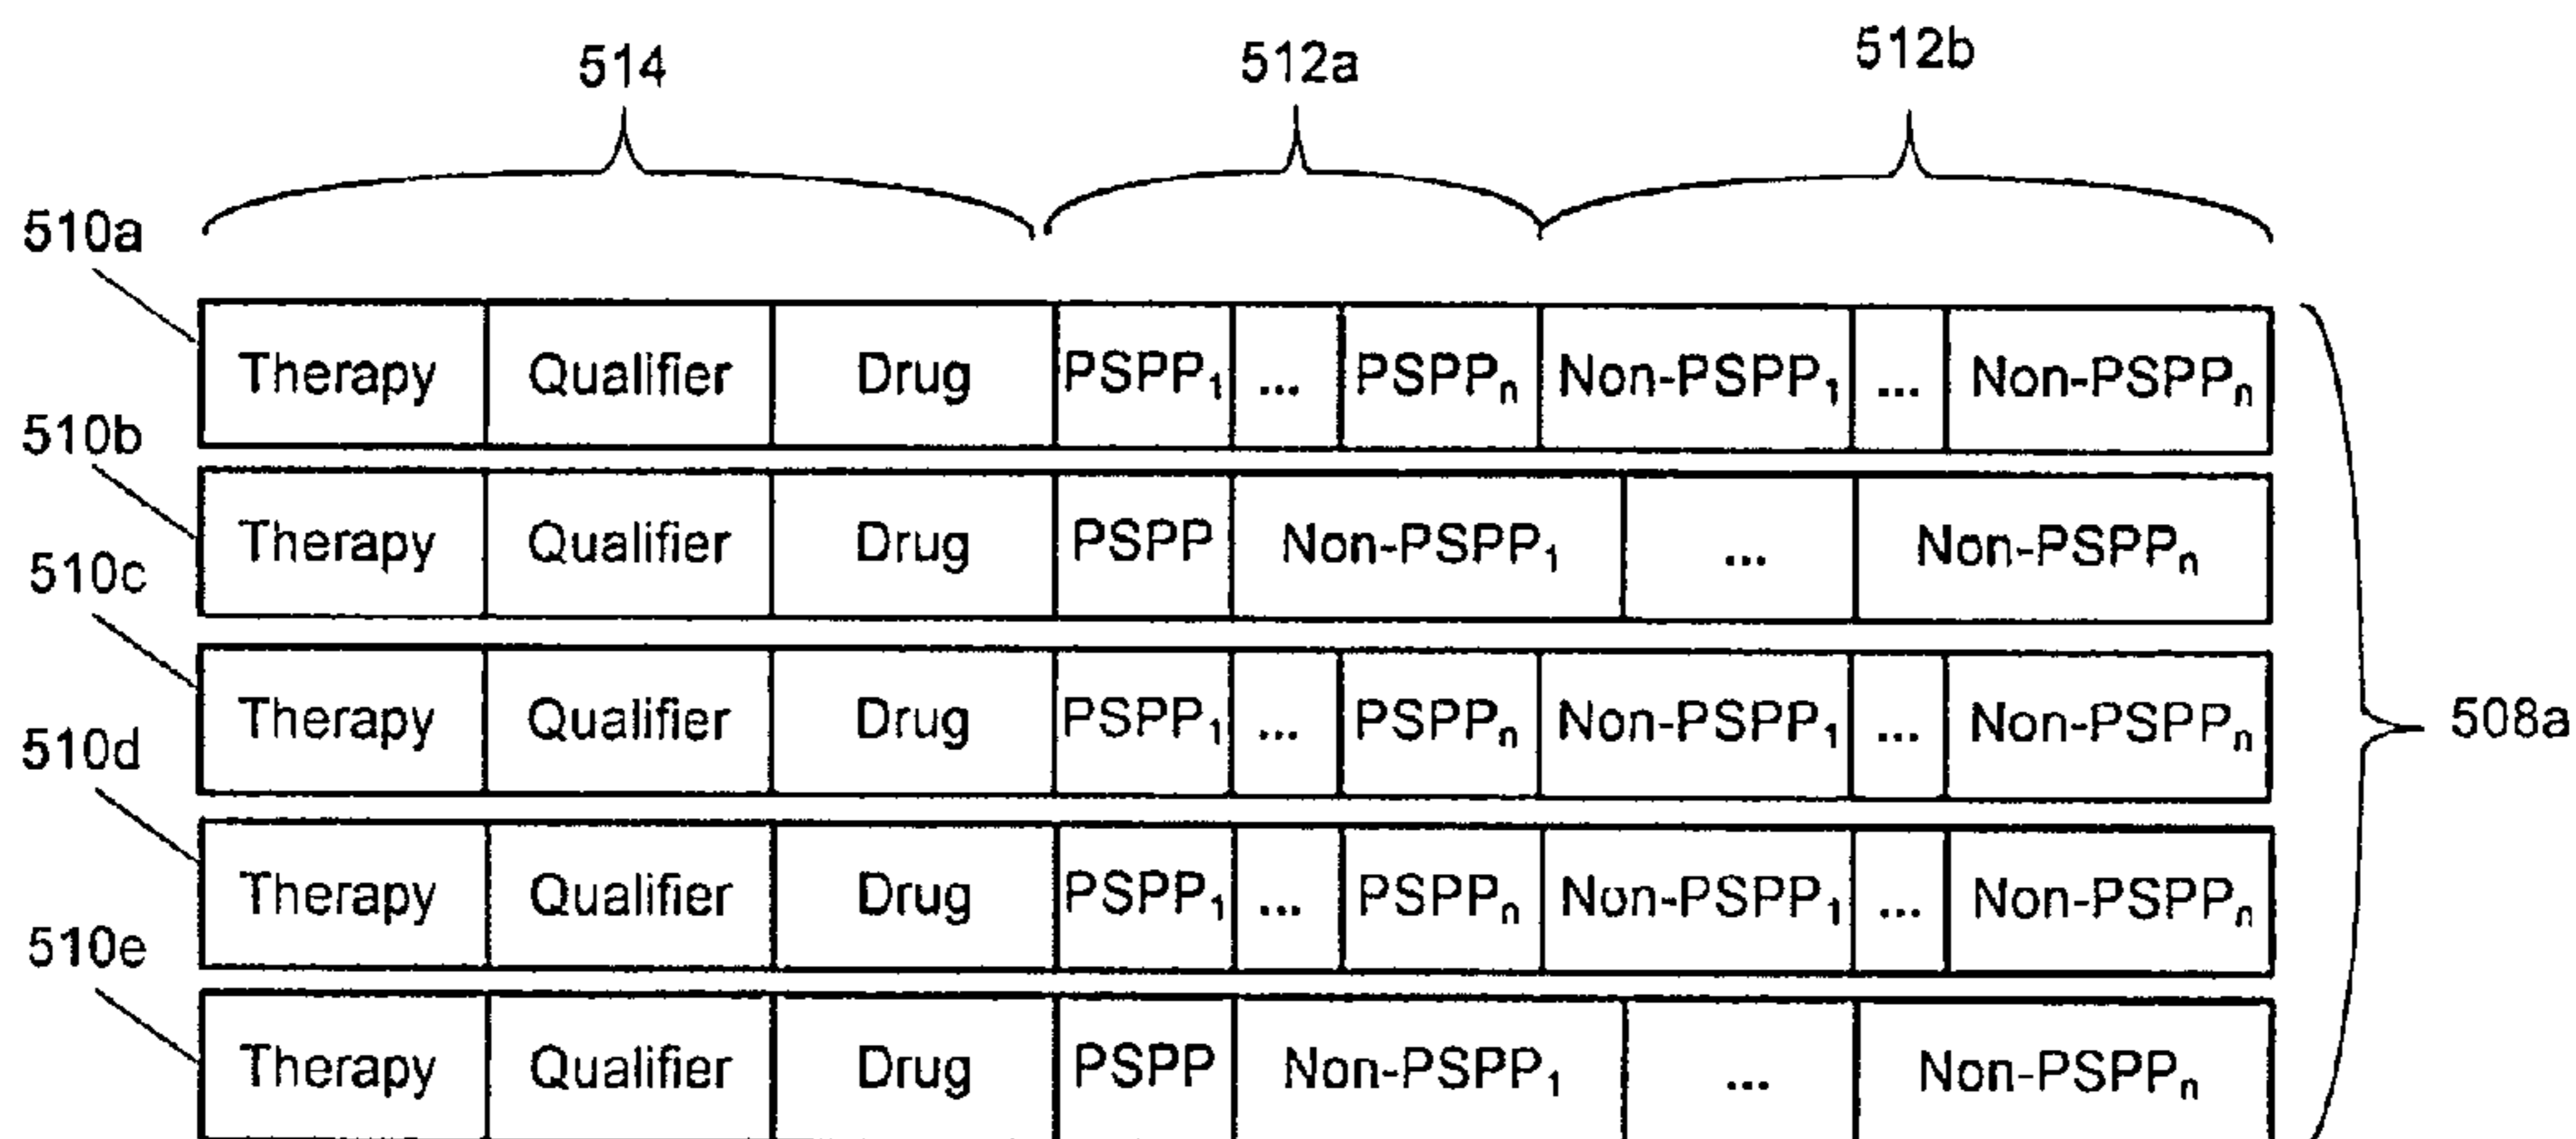 514 512a 512b
510a
Therapy Qualifier Drug PSPP₁ ... PSPPₙ Non-PSPP₁ ... Non-PSPPₙ
510b
Therapy Qualifier Drug PSPP Non-PSPP₁ ... Non-PSPPₙ
510c
Therapy Qualifier Drug PSPP₁ ... PSPPₙ Non-PSPP₁ ... Non-PSPPₙ
508a
510d
Therapy Qualifier Drug PSPP₁ ... PSPPₙ Non-PSPP₁ ... Non-PSPPₙ
510e
Therapy Qualifier Drug PSPP Non-PSPP₁ ... Non-PSPPₙ